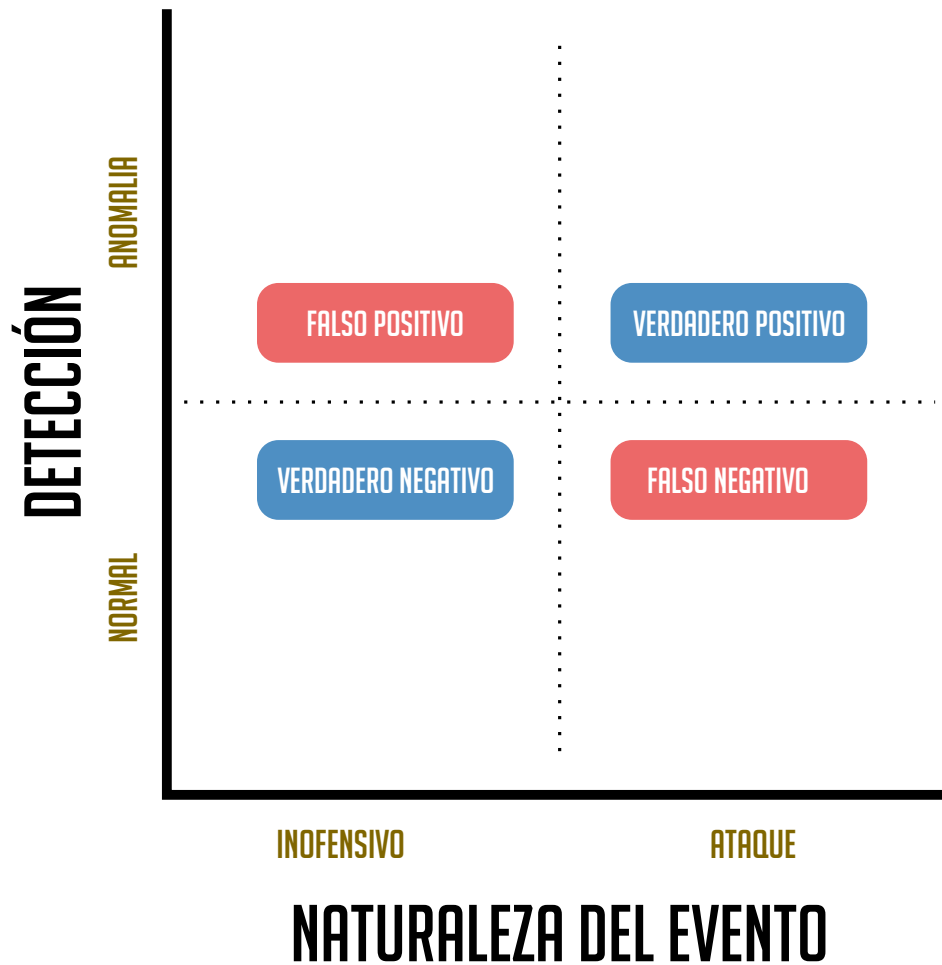 DETECCIÓN
ANOMALIA
NORMAL
FALSO POSITIVO
VERDADERO POSITIVO
VERDADERO NEGATIVO
FALSO NEGATIVO
INOFENSIVO
ATAQUE
NATURALEZA DEL EVENTO